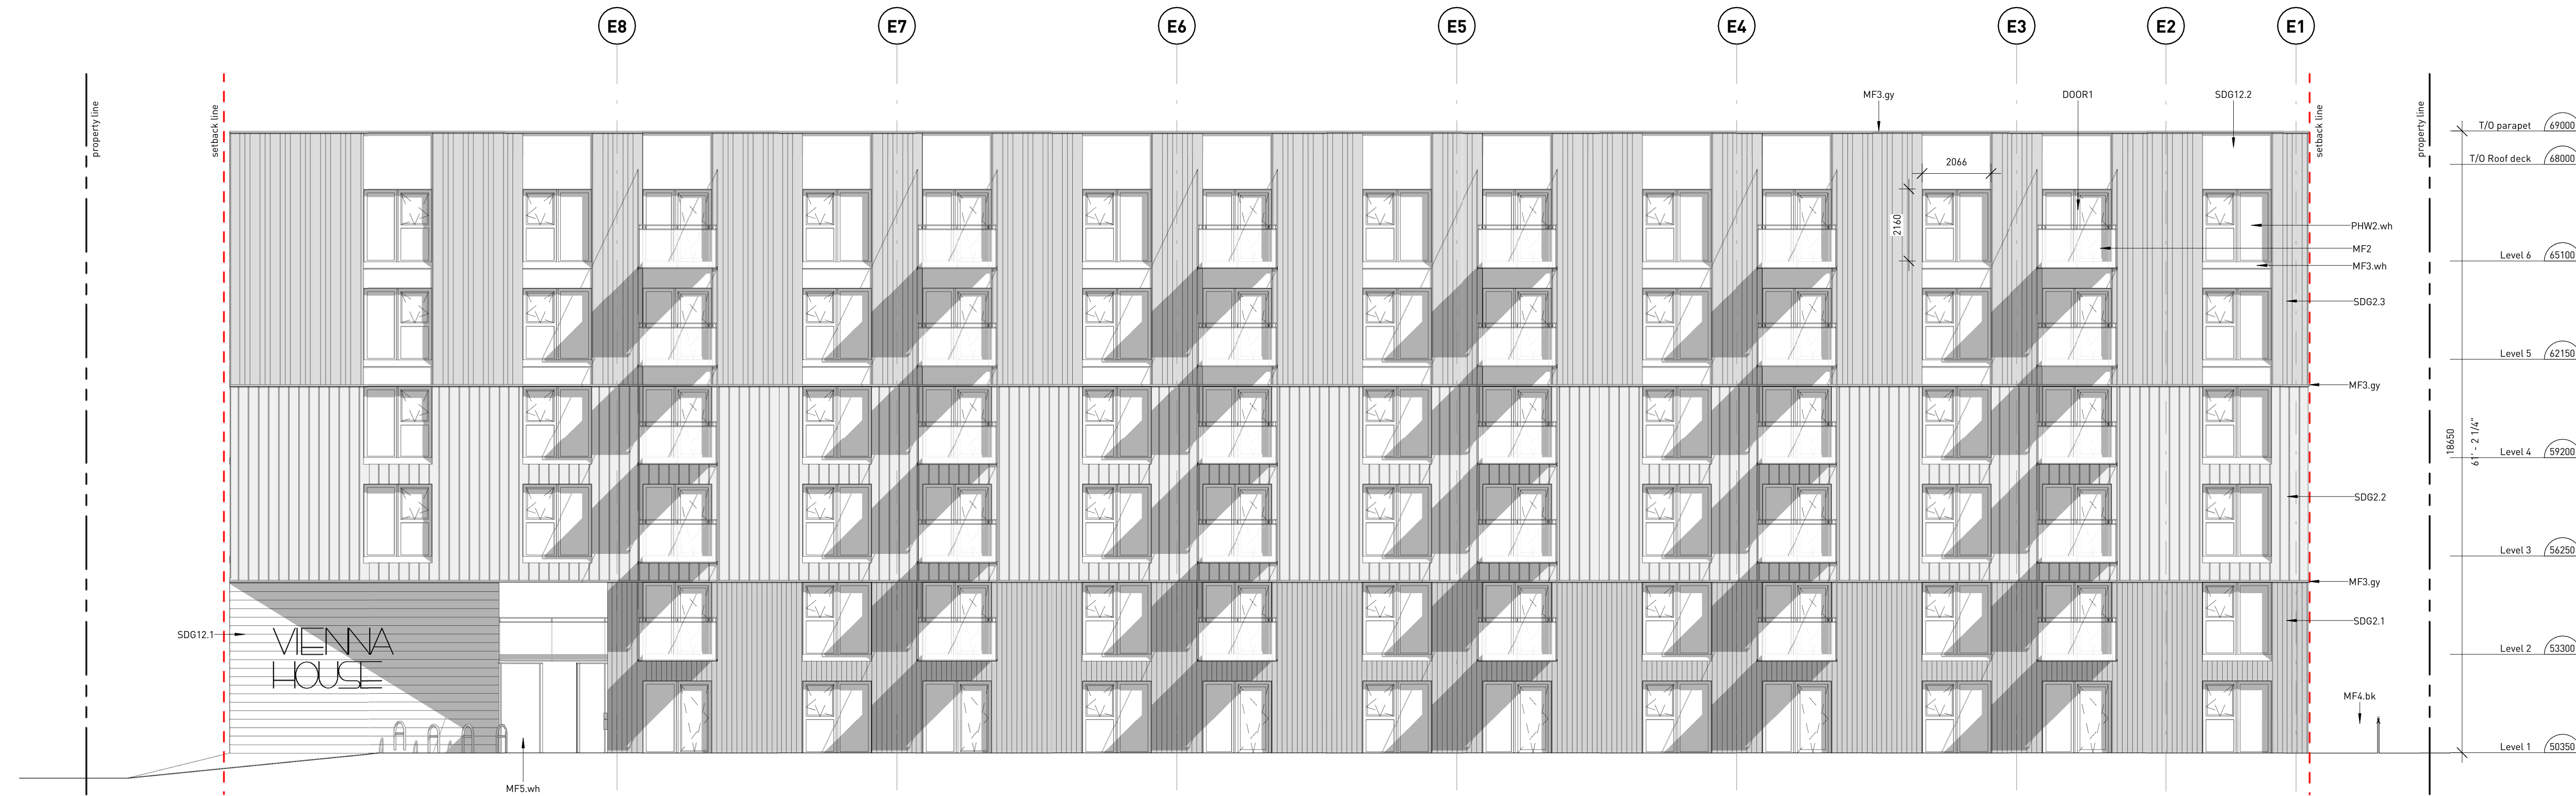 E8
E7
E6
E5
E4
E3
E2
E1
property line
setback line
MF3.gy
DOOR1
SDG12.2
setback line
property line
T/O parapet 69000
T/O Roof deck 68000
2066
2160
PHW2.wh
MF2
MF3.wh
Level 6 65100
SDG2.3
Level 5 62150
MF3.gy
18650
61' - 2 1/4"
Level 4 59200
SDG2.2
Level 3 56250
MF3.gy
SDG12.1
VIENNA
HOUSE
SDG2.1
Level 2 53300
MF4.bk
Level 1 50350
MF5.wh